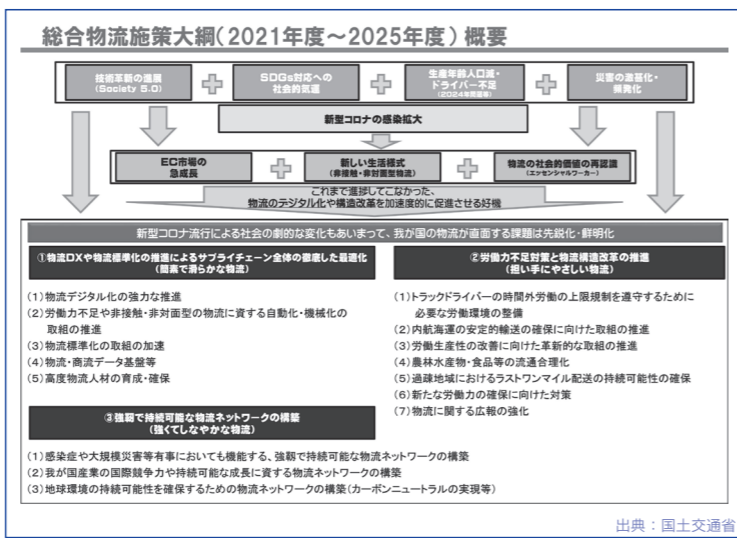 総合物流施策大綱(2021年度～2025年度) 概要
技術革新の進展
(Society 5.0)
SDGs対応への
社会的気運
生産年齢人口減・
ドライバー不足
(2024年問題等)
災害の激甚化・
頻発化
新型コロナの感染拡大
EC市場の
急成長
新しい生活様式
(非接触・非対面型物流)
物流の社会的価値の再認識
(エッセンシャルワーカー)
これまで進捗してこなかった、
物流のデジタル化や構造改革を加速度的に促進させる好機
新型コロナ流行による社会の劇的な変化もあいまって、我が国の物流が直面する課題は先鋭化・鮮明化
①物流DXや物流標準化の推進によるサプライチェーン全体の徹底した最適化
(簡素で滑らかな物流)
(1)物流デジタル化の強力な推進
(2)労働力不足や非接触・非対面型の物流に資する自動化・機械化の
取組の推進
(3)物流標準化の取組の加速
(4)物流・商流データ基盤等
(5)高度物流人材の育成・確保
②労働力不足対策と物流構造改革の推進
(担い手にやさしい物流)
(1)トラックドライバーの時間外労働の上限規制を遵守するために
必要な労働環境の整備
(2)内航海運の安定的輸送の確保に向けた取組の推進
(3)労働生産性の改善に向けた革新的な取組の推進
(4)農林水産物・食品等の流通合理化
(5)過疎地域におけるラストワンマイル配送の持続可能性の確保
(6)新たな労働力の確保に向けた対策
(7)物流に関する広報の強化
③強靭で持続可能な物流ネットワークの構築
(強くてしなやかな物流)
(1)感染症や大規模災害等有事においても機能する、強靭で持続可能な物流ネットワークの構築
(2)我が国産業の国際競争力や持続可能な成長に資する物流ネットワークの構築
(3)地球環境の持続可能性を確保するための物流ネットワークの構築(カーボンニュートラルの実現等)
出典：国土交通省